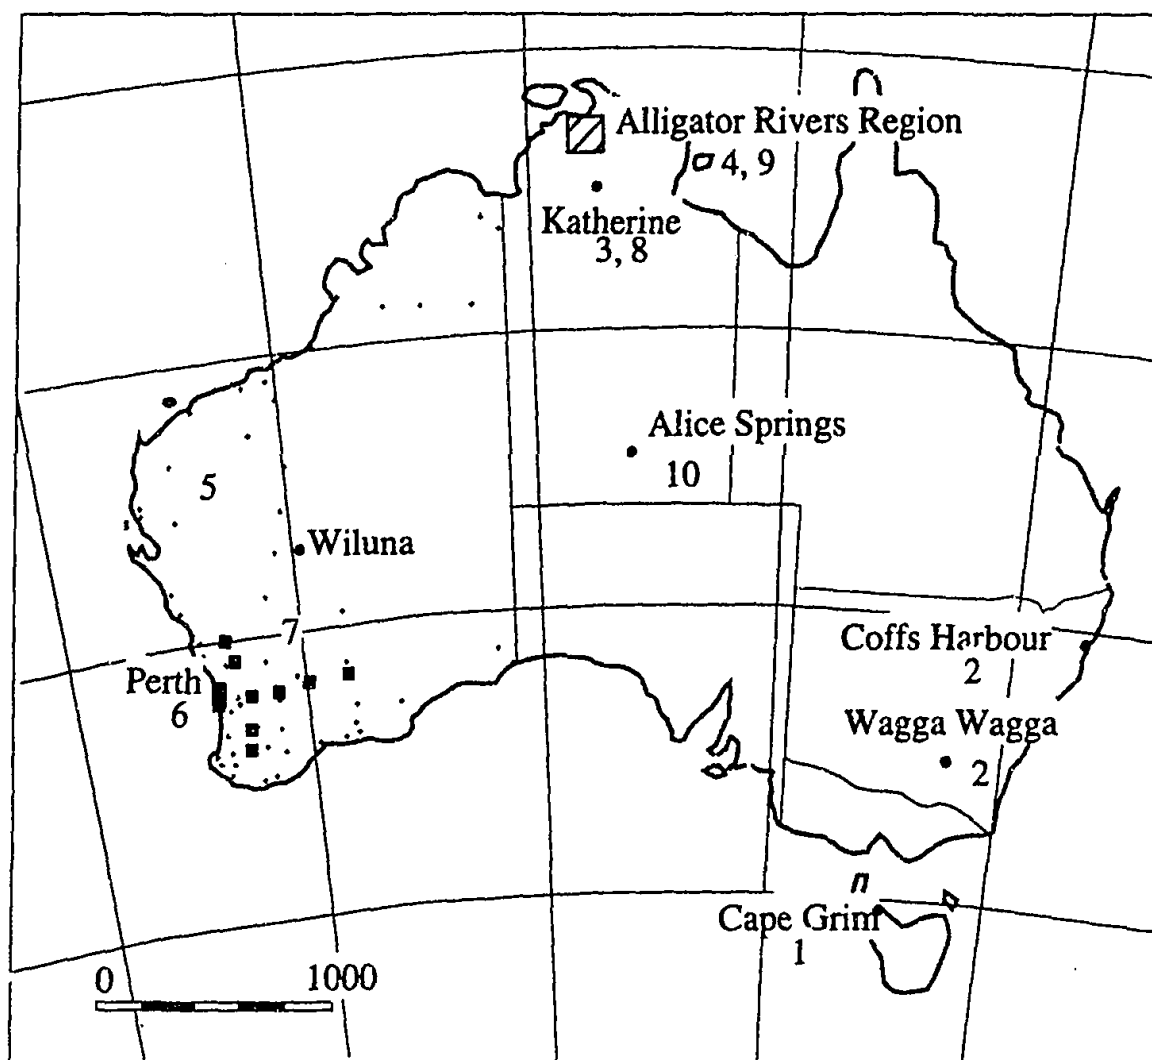 Alligator Rivers Region
4, 9
Katherine
3, 8
Alice Springs
10
5
Wiluna
7
Coffs Harbour
2
Perth
6
Wagga Wagga
2
Cape Grim
1
0 1000